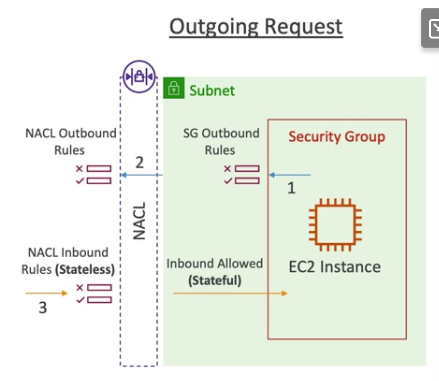 Outgoing Request
Subnet
NACL Outbound
Rules
SG Outbound
Rules
Security Group
2
1
NACL
NACL Inbound
Rules (Stateless)
Inbound Allowed
(Stateful)
EC2 Instance
3